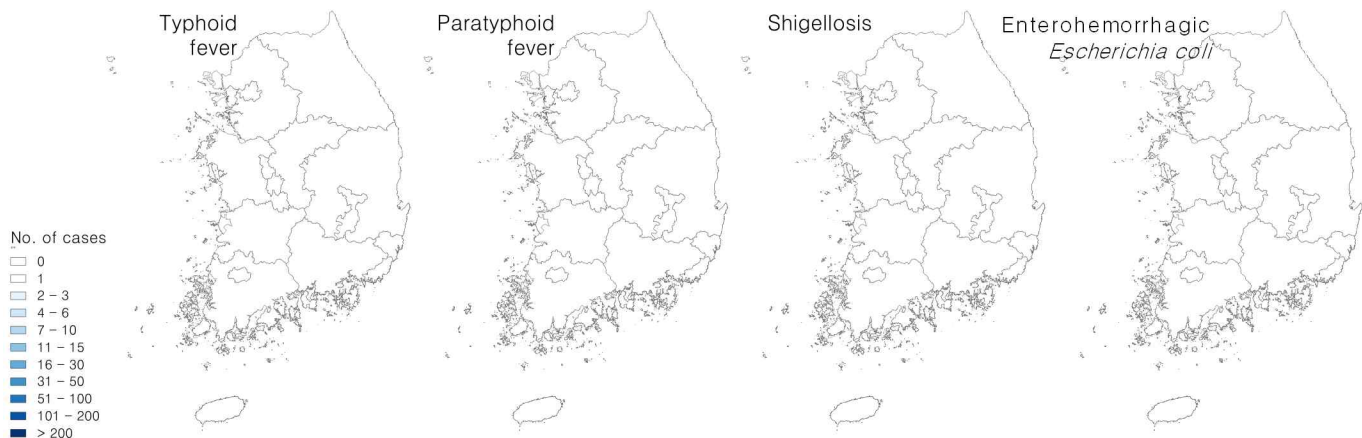 Typhoid
fever
Paratyphoid
fever
Shigellosis
Enterohemorrhagic
Escherichia coli
No. of cases
0
1
2 – 3
4 – 6
7 – 10
11 – 15
16 – 30
31 – 50
51 – 100
101 – 200
> 200